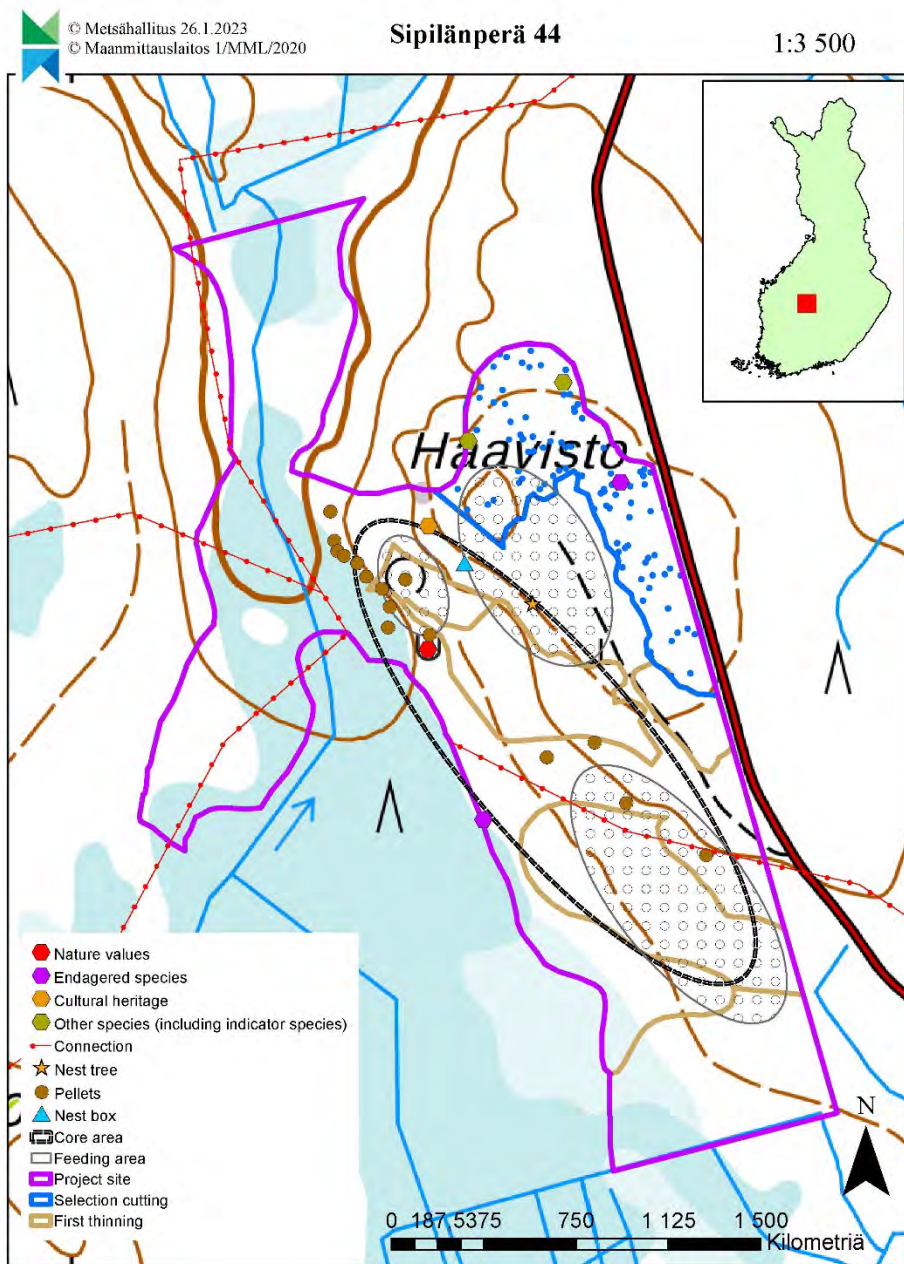 © Metsähallitus 26.1.2023
© Maanmittauslaitos 1/MML/2020
Sipilänperä 44
1:3 500
Haavisto
Nature values
Endagered species
Cultural heritage
Other species (including indicator species)
Connection
Nest tree
Pellets
Nest box
Core area
Feeding area
Project site
Selection cutting
First thinning
N
0 187.5375 750 1 125 1 500
Kilometriä